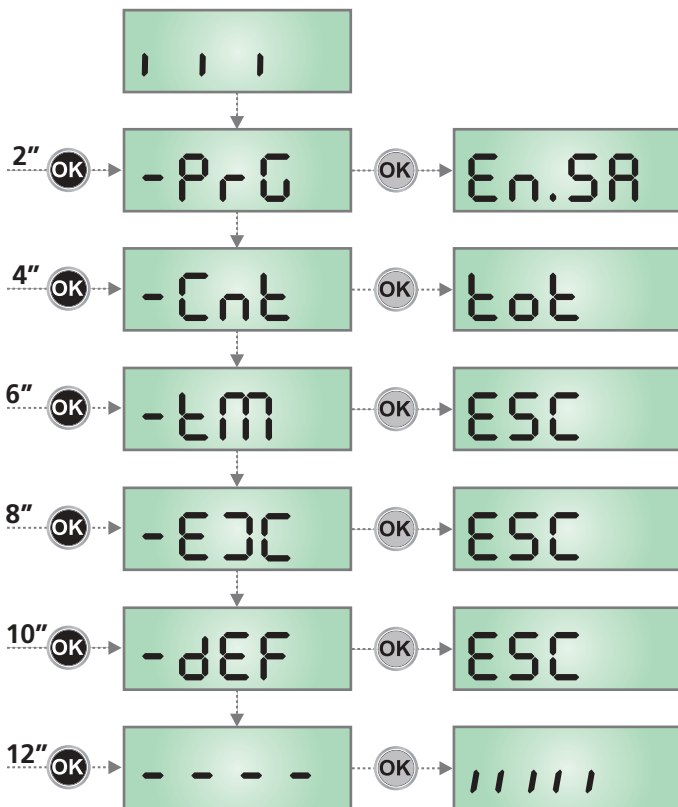 ı ı ı
2” OK -PrG OK En.SA
4” OK -Cnt OK tot
6” OK -tM OK ESC
8” OK -EƆC OK ESC
10” OK -dEF OK ESC
12” OK - - - - OK ı ı ı ı ı